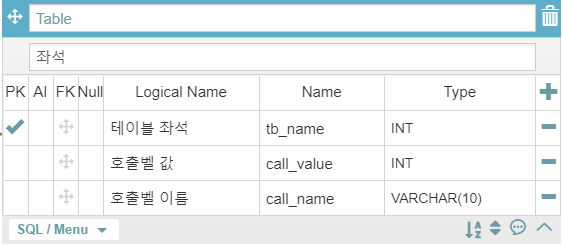 Table
좌석
PK AI FK Null Logical Name Name Type
테이블 좌석 tb_name INT
호출벨 값 call_value INT
호출벨 이름 call_name VARCHAR(10)
SQL / Menu